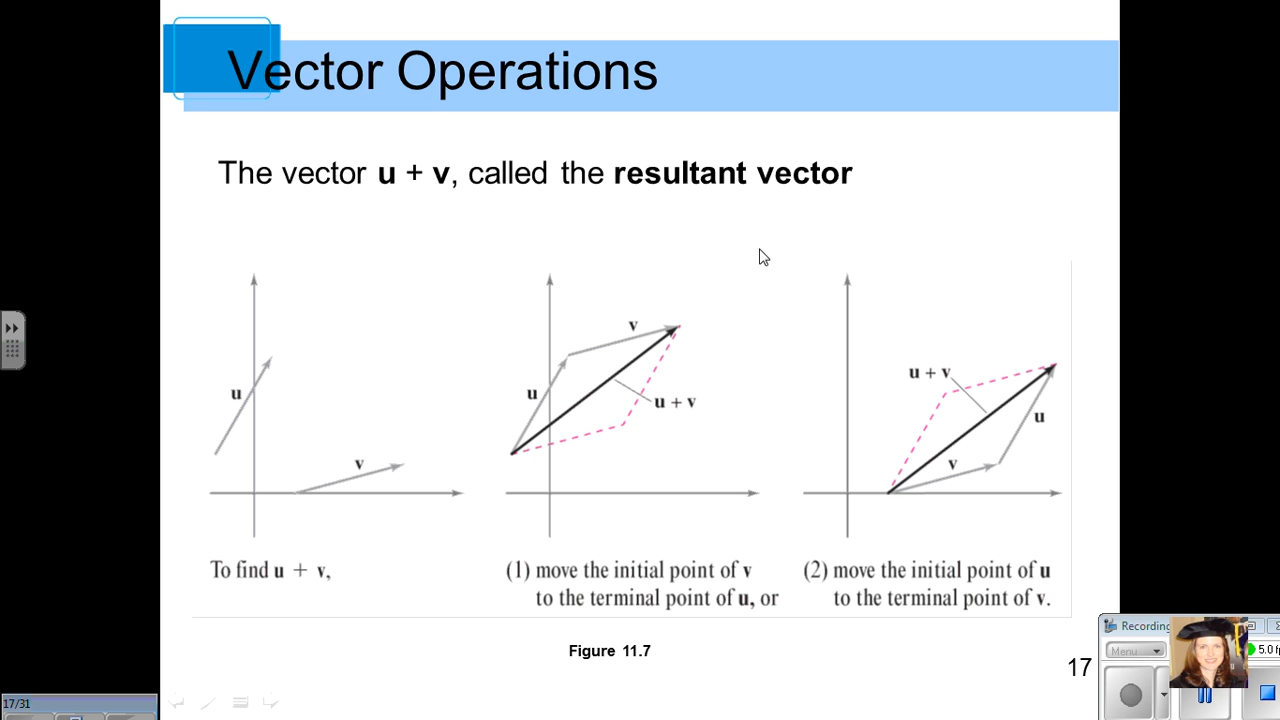 Vector Operations
The vector u + v, called the resultant vector
u
v
To find u + v,
v
u
u + v
(1) move the initial point of v
to the terminal point of u, or
u + v
u
v
(2) move the initial point of u
to the terminal point of v.
Figure 11.7
17
Recording
Menu
5.0 f
17/31